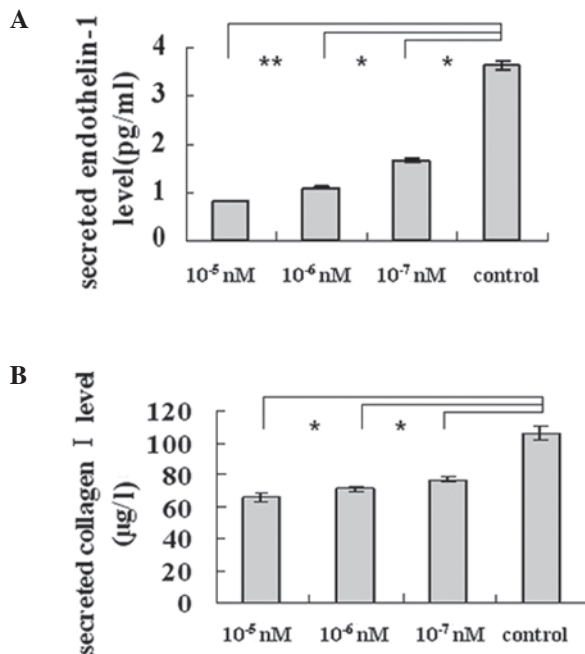 A
secreted endothelin-1
level(pg/ml)
4
3
2
1
0
** * *
10⁻⁵ nM 10⁻⁶ nM 10⁻⁷ nM control
B
secreted collagen Ⅰ level
(µg/l)
120
100
80
60
40
20
0
* *
10⁻⁵ nM 10⁻⁶ nM 10⁻⁷ nM control